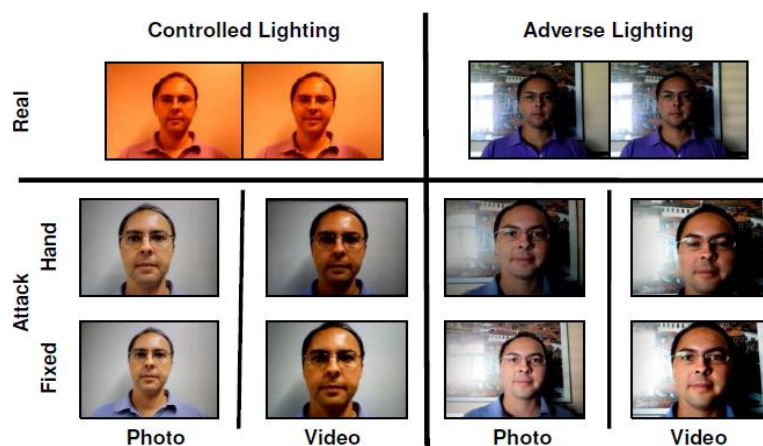 Controlled Lighting Adverse Lighting
Real
Attack
Hand
Fixed
Photo Video Photo Video